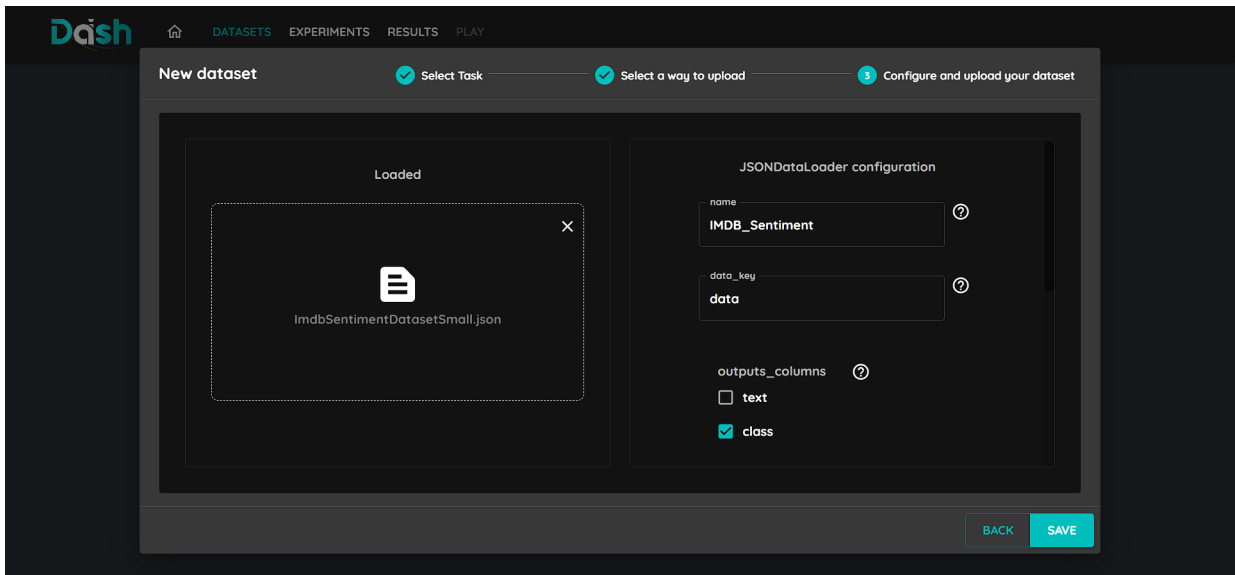 Dash
DATASETS EXPERIMENTS RESULTS PLAY
New dataset
Select Task
Select a way to upload
3 Configure and upload your dataset
Loaded
ImdbSentimentDatasetSmall.json
JSONDataLoader configuration
name
IMDB_Sentiment
data_key
data
outputs_columns
text
class
BACK SAVE